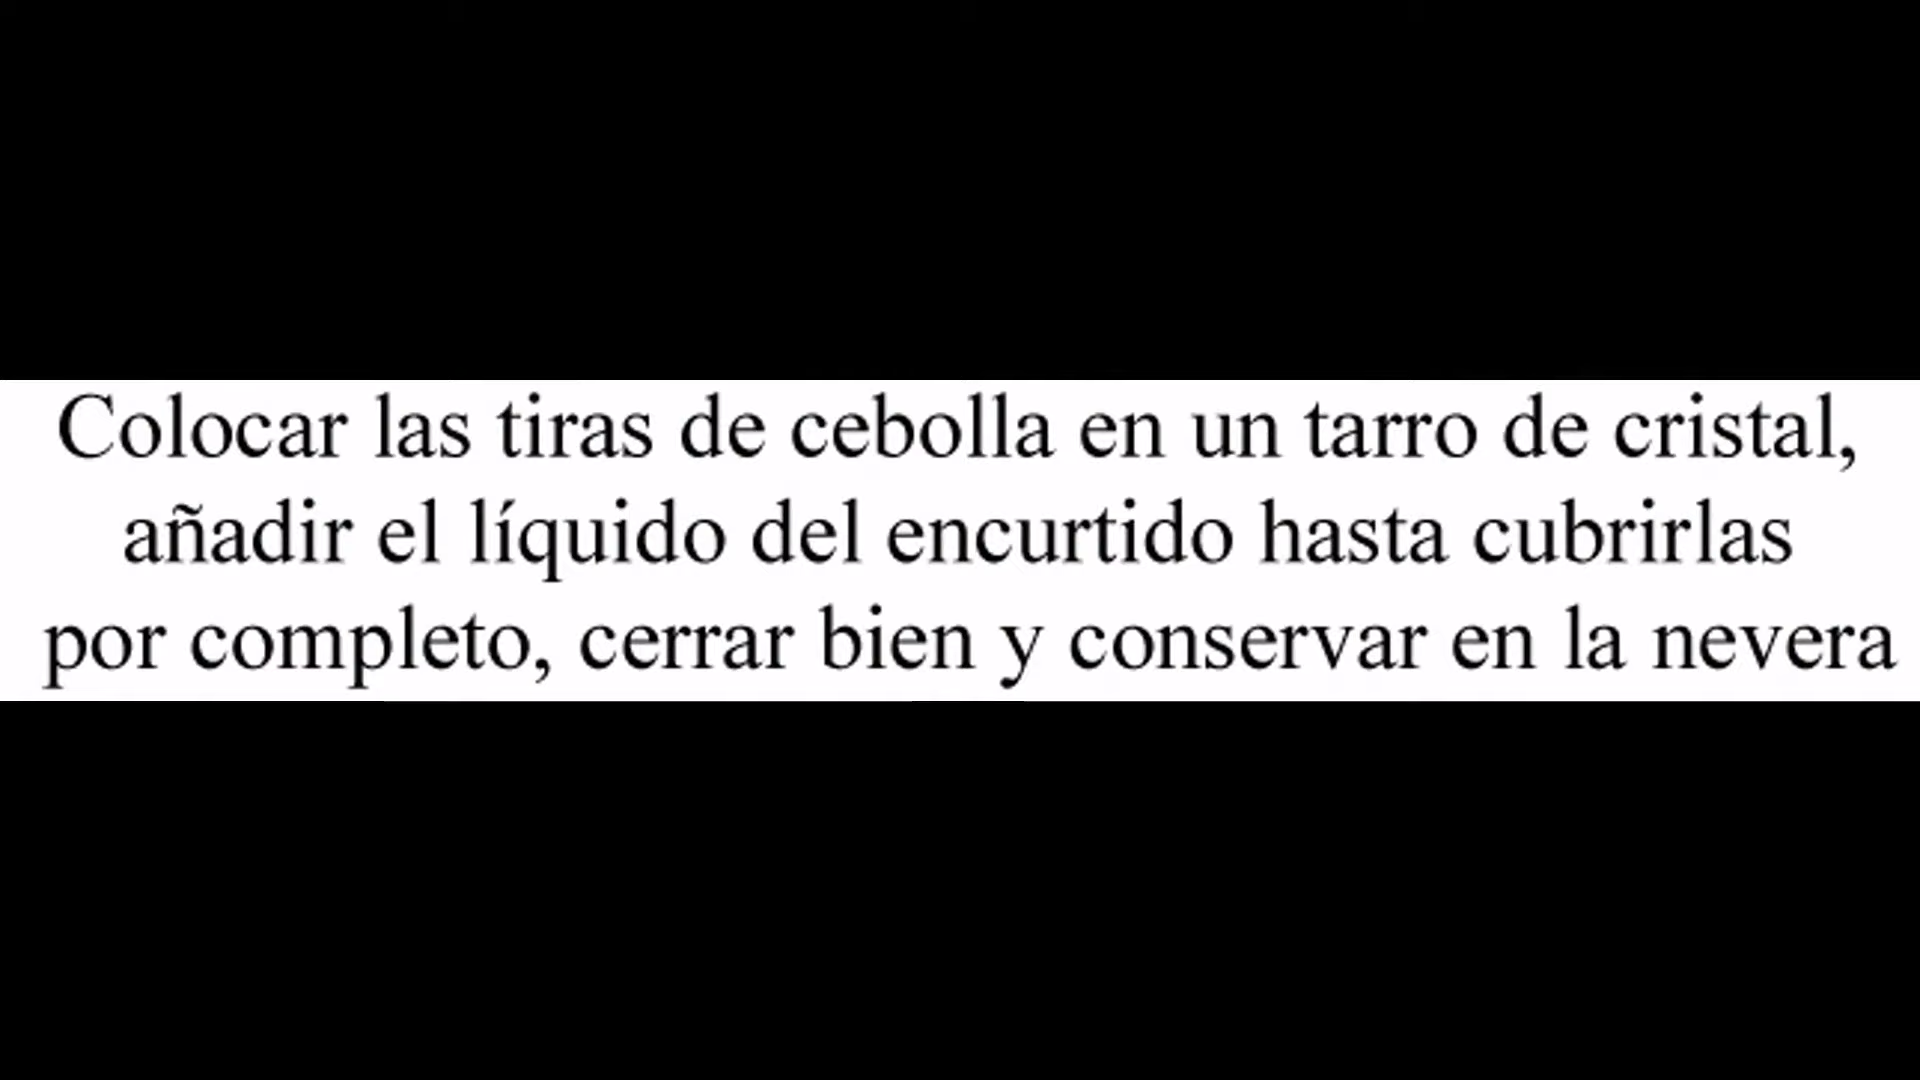 Colocar las tiras de cebolla en un tarro de cristal,
añadir el líquido del encurtido hasta cubrirlas
por completo, cerrar bien y conservar en la nevera